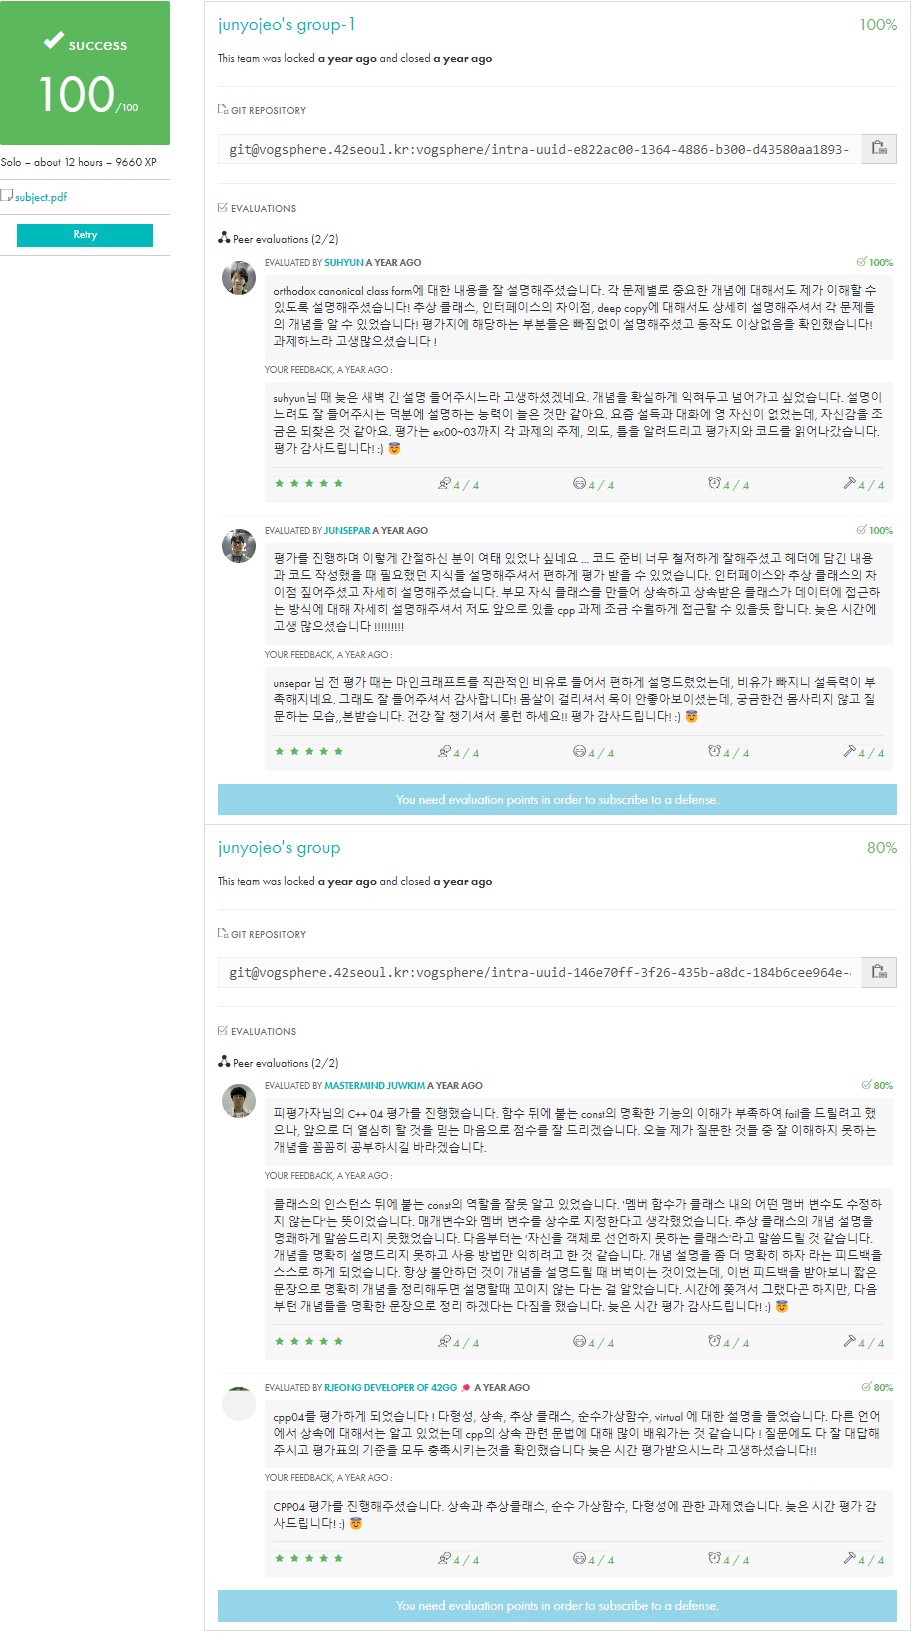 success
100/100
Solo – about 12 hours – 9660 XP
subject.pdf
Retry
junyojeo's group-1
100%
This team was locked a year ago and closed a year ago
GIT REPOSITORY
git@vogsphere.42seoul.kr:vogsphere/intra-uuid-e822ac00-1364-4886-b300-d43580aa1893-
EVALUATIONS
Peer evaluations (2/2)
EVALUATED BY SUHYUN A YEAR AGO
100%
orthodox canonical class form에 대한 내용을 잘 설명해주셨습니다. 각 문제별로 중요한 개념에 대해서도 제가 이해할 수
있도록 설명해주셨습니다! 추상 클래스, 인터페이스의 차이점, deep copy에 대해서도 상세히 설명해주셔서 각 문제들
의 개념을 알 수 있었습니다! 평가지에 해당하는 부분들은 빠짐없이 설명해주셨고 동작도 이상없음을 확인했습니다!
과제하느라 고생많으셨습니다 !
YOUR FEEDBACK, A YEAR AGO :
suhyun님 때 늦은 새벽 긴 설명 들어주시느라 고생하셨겠네요. 개념을 확실하게 익혀두고 넘어가고 싶었습니다. 설명이
느려도 잘 들어주시는 덕분에 설명하는 능력이 늘은 것만 같아요. 요즘 설득과 대화에 영 자신이 없었는데, 자신감을 조
금은 되찾은 것 같아요. 평가는 ex00~03까지 각 과제의 주제, 의도, 틀을 알려드리고 평가지와 코드를 읽어나갔습니다.
평가 감사드립니다! :) 😇
★ ★ ★ ★ ★ 4 / 4 4 / 4 4 / 4 4 / 4
EVALUATED BY JUNSEPAR A YEAR AGO
100%
평가를 진행하며 이렇게 간절하신 분이 여태 있었나 싶네요 ... 코드 준비 너무 철저하게 잘해주셨고 헤더에 담긴 내용
과 코드 작성했을 때 필요했던 지식들 설명해주셔서 편하게 평가 받을 수 있었습니다. 인터페이스와 추상 클래스의 차
이점 짚어주셨고 자세히 설명해주셨습니다. 부모 자식 클래스를 만들어 상속하고 상속받은 클래스가 데이터에 접근하
는 방식에 대해 자세히 설명해주셔서 저도 앞으로 있을 cpp 과제 조금 수월하게 접근할 수 있을듯 합니다. 늦은 시간에
고생 많으셨습니다 !!!!!!!!!
YOUR FEEDBACK, A YEAR AGO :
unsepar 님 전 평가 때는 마인크래프트를 직관적인 비유로 들어서 편하게 설명드렸었는데, 비유가 빠지니 설득력이 부
족해지네요. 그래도 잘 들어주셔서 감사합니다! 몸살이 걸리셔서 목이 안좋아보이셨는데, 궁금한건 몸사리지 않고 질
문하는 모습,,본받습니다. 건강 잘 챙기셔서 롱런 하세요!! 평가 감사드립니다! :) 😇
★ ★ ★ ★ ★ 4 / 4 4 / 4 4 / 4 4 / 4
You need evaluation points in order to subscribe to a defense.
junyojeo's group
80%
This team was locked a year ago and closed a year ago
GIT REPOSITORY
git@vogsphere.42seoul.kr:vogsphere/intra-uuid-146e70ff-3f26-435b-a8dc-184b6cee964e-
EVALUATIONS
Peer evaluations (2/2)
EVALUATED BY MASTERMIND JUWKIM A YEAR AGO
80%
피평가자님의 C++ 04 평가를 진행했습니다. 함수 뒤에 붙는 const의 명확한 기능의 이해가 부족하여 fail을 드릴려고 했
으나, 앞으로 더 열심히 할 것을 믿는 마음으로 점수를 잘 드리겠습니다. 오늘 제가 질문한 것들 중 잘 이해하지 못하는
개념을 꼼꼼히 공부하시길 바라겠습니다.
YOUR FEEDBACK, A YEAR AGO :
클래스의 인스턴스 뒤에 붙는 const의 역할을 잘못 알고 있었습니다. '멤버 함수가 클래스 내의 어떤 맴버 변수도 수정하
지 않는다'는 뜻이었습니다. 매개변수와 멤버 변수를 상수로 지정한다고 생각했었습니다. 추상 클래스의 개념 설명을
명쾌하게 말씀드리지 못했었습니다. 다음부터는 '자신을 객체로 선언하지 못하는 클래스'라고 말씀드릴 것 같습니다.
개념을 명확히 설명드리지 못하고 사용 방법만 익히려고 한 것 같습니다. 개념 설명을 좀 더 명확히 하자 라는 피드백을
스스로 하게 되었습니다. 항상 불안하던 것이 개념을 설명드릴 때 버벅이는 것이었는데, 이번 피드백을 받아보니 짧은
문장으로 명확히 개념을 정리해두면 설명할때 꼬이지 않는 다는 걸 알았습니다. 시간에 쫒겨서 그랬다곤 하지만, 다음
부턴 개념들을 명확한 문장으로 정리 하겠다는 다짐을 했습니다. 늦은 시간 평가 감사드립니다! :) 😇
★ ★ ★ ★ ★ 4 / 4 4 / 4 4 / 4 4 / 4
EVALUATED BY RJEONG DEVELOPER OF 42GG 🏓 A YEAR AGO
80%
cpp04를 평가하게 되었습니다 ! 다형성, 상속, 추상 클래스, 순수가상함수, virtual 에 대한 설명을 들었습니다. 다른 언어
에서 상속에 대해서는 알고 있었는데 cpp의 상속 관련 문법에 대해 많이 배워가는 것 같습니다 ! 질문에도 다 잘 대답해
주시고 평가표의 기준을 모두 충족시키는것을 확인했습니다 늦은 시간 평가받으시느라 고생하셨습니다!!
YOUR FEEDBACK, A YEAR AGO :
CPP04 평가를 진행해주셨습니다. 상속과 추상클래스, 순수 가상함수, 다형성에 관한 과제였습니다. 늦은 시간 평가 감
사드립니다! :) 😇
★ ★ ★ ★ ★ 4 / 4 4 / 4 4 / 4 4 / 4
You need evaluation points in order to subscribe to a defense.